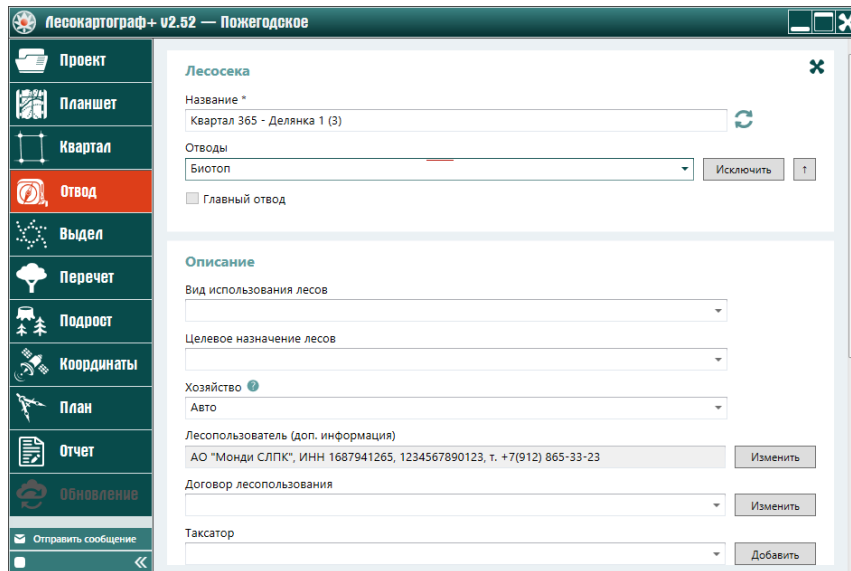 Лесокартограф+ v2.52 — Пожегодское
Проект
Планшет
Квартал
Отвод
Выдел
Перечет
Подрост
Координаты
План
Отчет
Обновление
Отправить сообщение
Лесосека
Название *
Квартал 365 - Делянка 1 (3)
Отводы
Биотоп
Исключить
↑
Главный отвод
Описание
Вид использования лесов
Целевое назначение лесов
Хозяйство ?
Авто
Лесопользователь (доп. информация)
АО "Монди СЛПК", ИНН 1687941265, 1234567890123, т. +7(912) 865-33-23
Изменить
Договор лесопользования
Изменить
Таксатор
Добавить